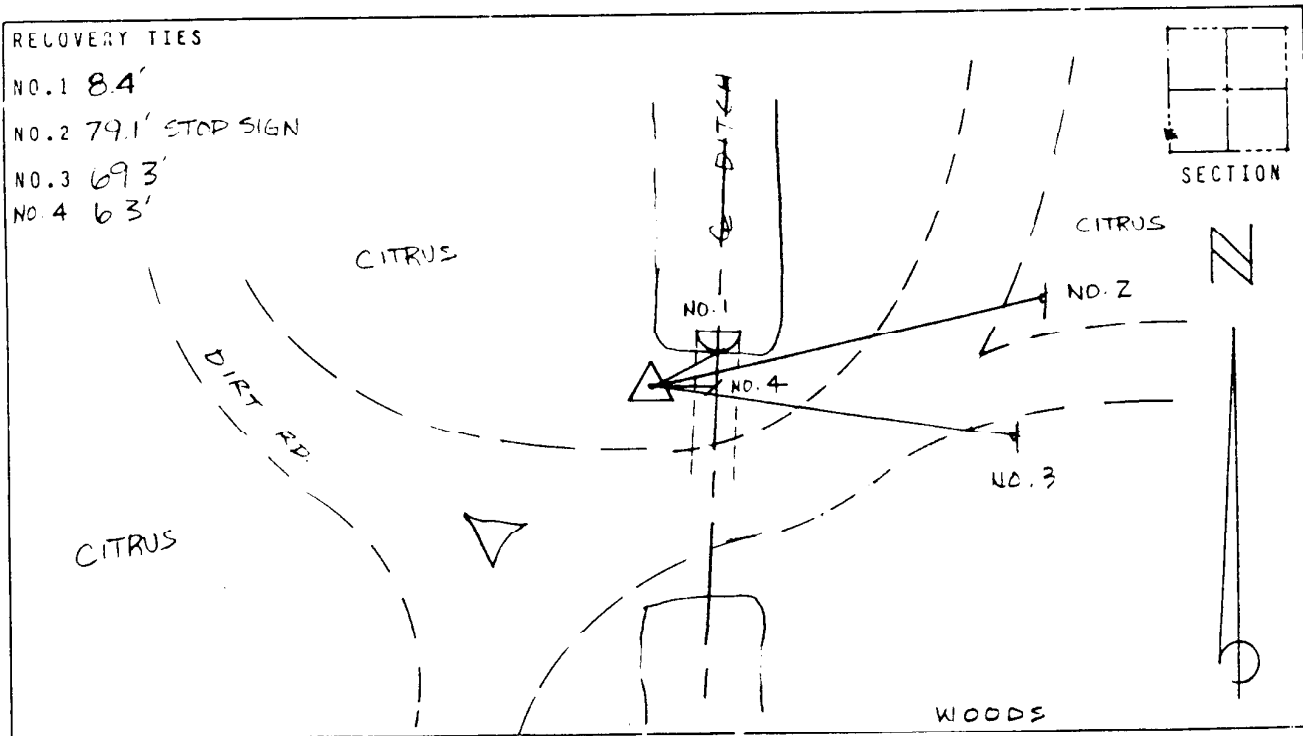 RECOVERY TIES
NO.1 8.4'
NO.2 79.1' STOP SIGN
NO.3 69 3'
NO. 4 6 3'
SECTION
℄ DITCH
CITRUS
CITRUS
N
NO. 1
NO. 2
NO. 4
DIRT RD.
NO. 3
CITRUS
WOODS